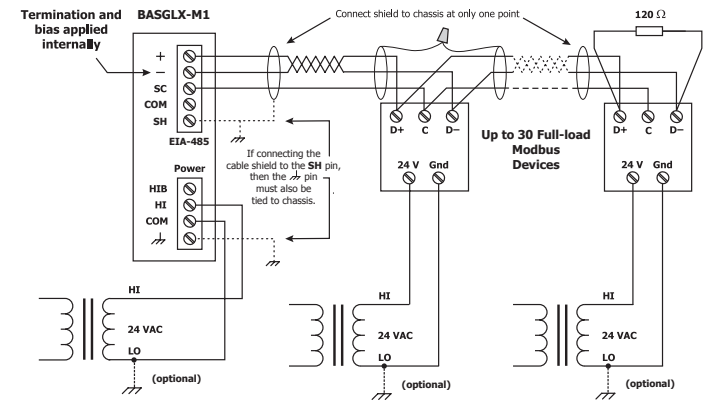 Termination and
bias applied
internally
BASGLX-M1
Connect shield to chassis at only one point
120 Ω
+
−
SC
COM
SH
EIA-485
Power
HIB
HI
COM
If connecting the
cable shield to the SH pin,
then the pin
must also be
tied to chassis.
D+ C D−
24 V Gnd
Up to 30 Full-load
Modbus
Devices
D+ C D−
24 V Gnd
HI
24 VAC
LO
(optional)
HI
24 VAC
LO
(optional)
HI
24 VAC
LO
(optional)